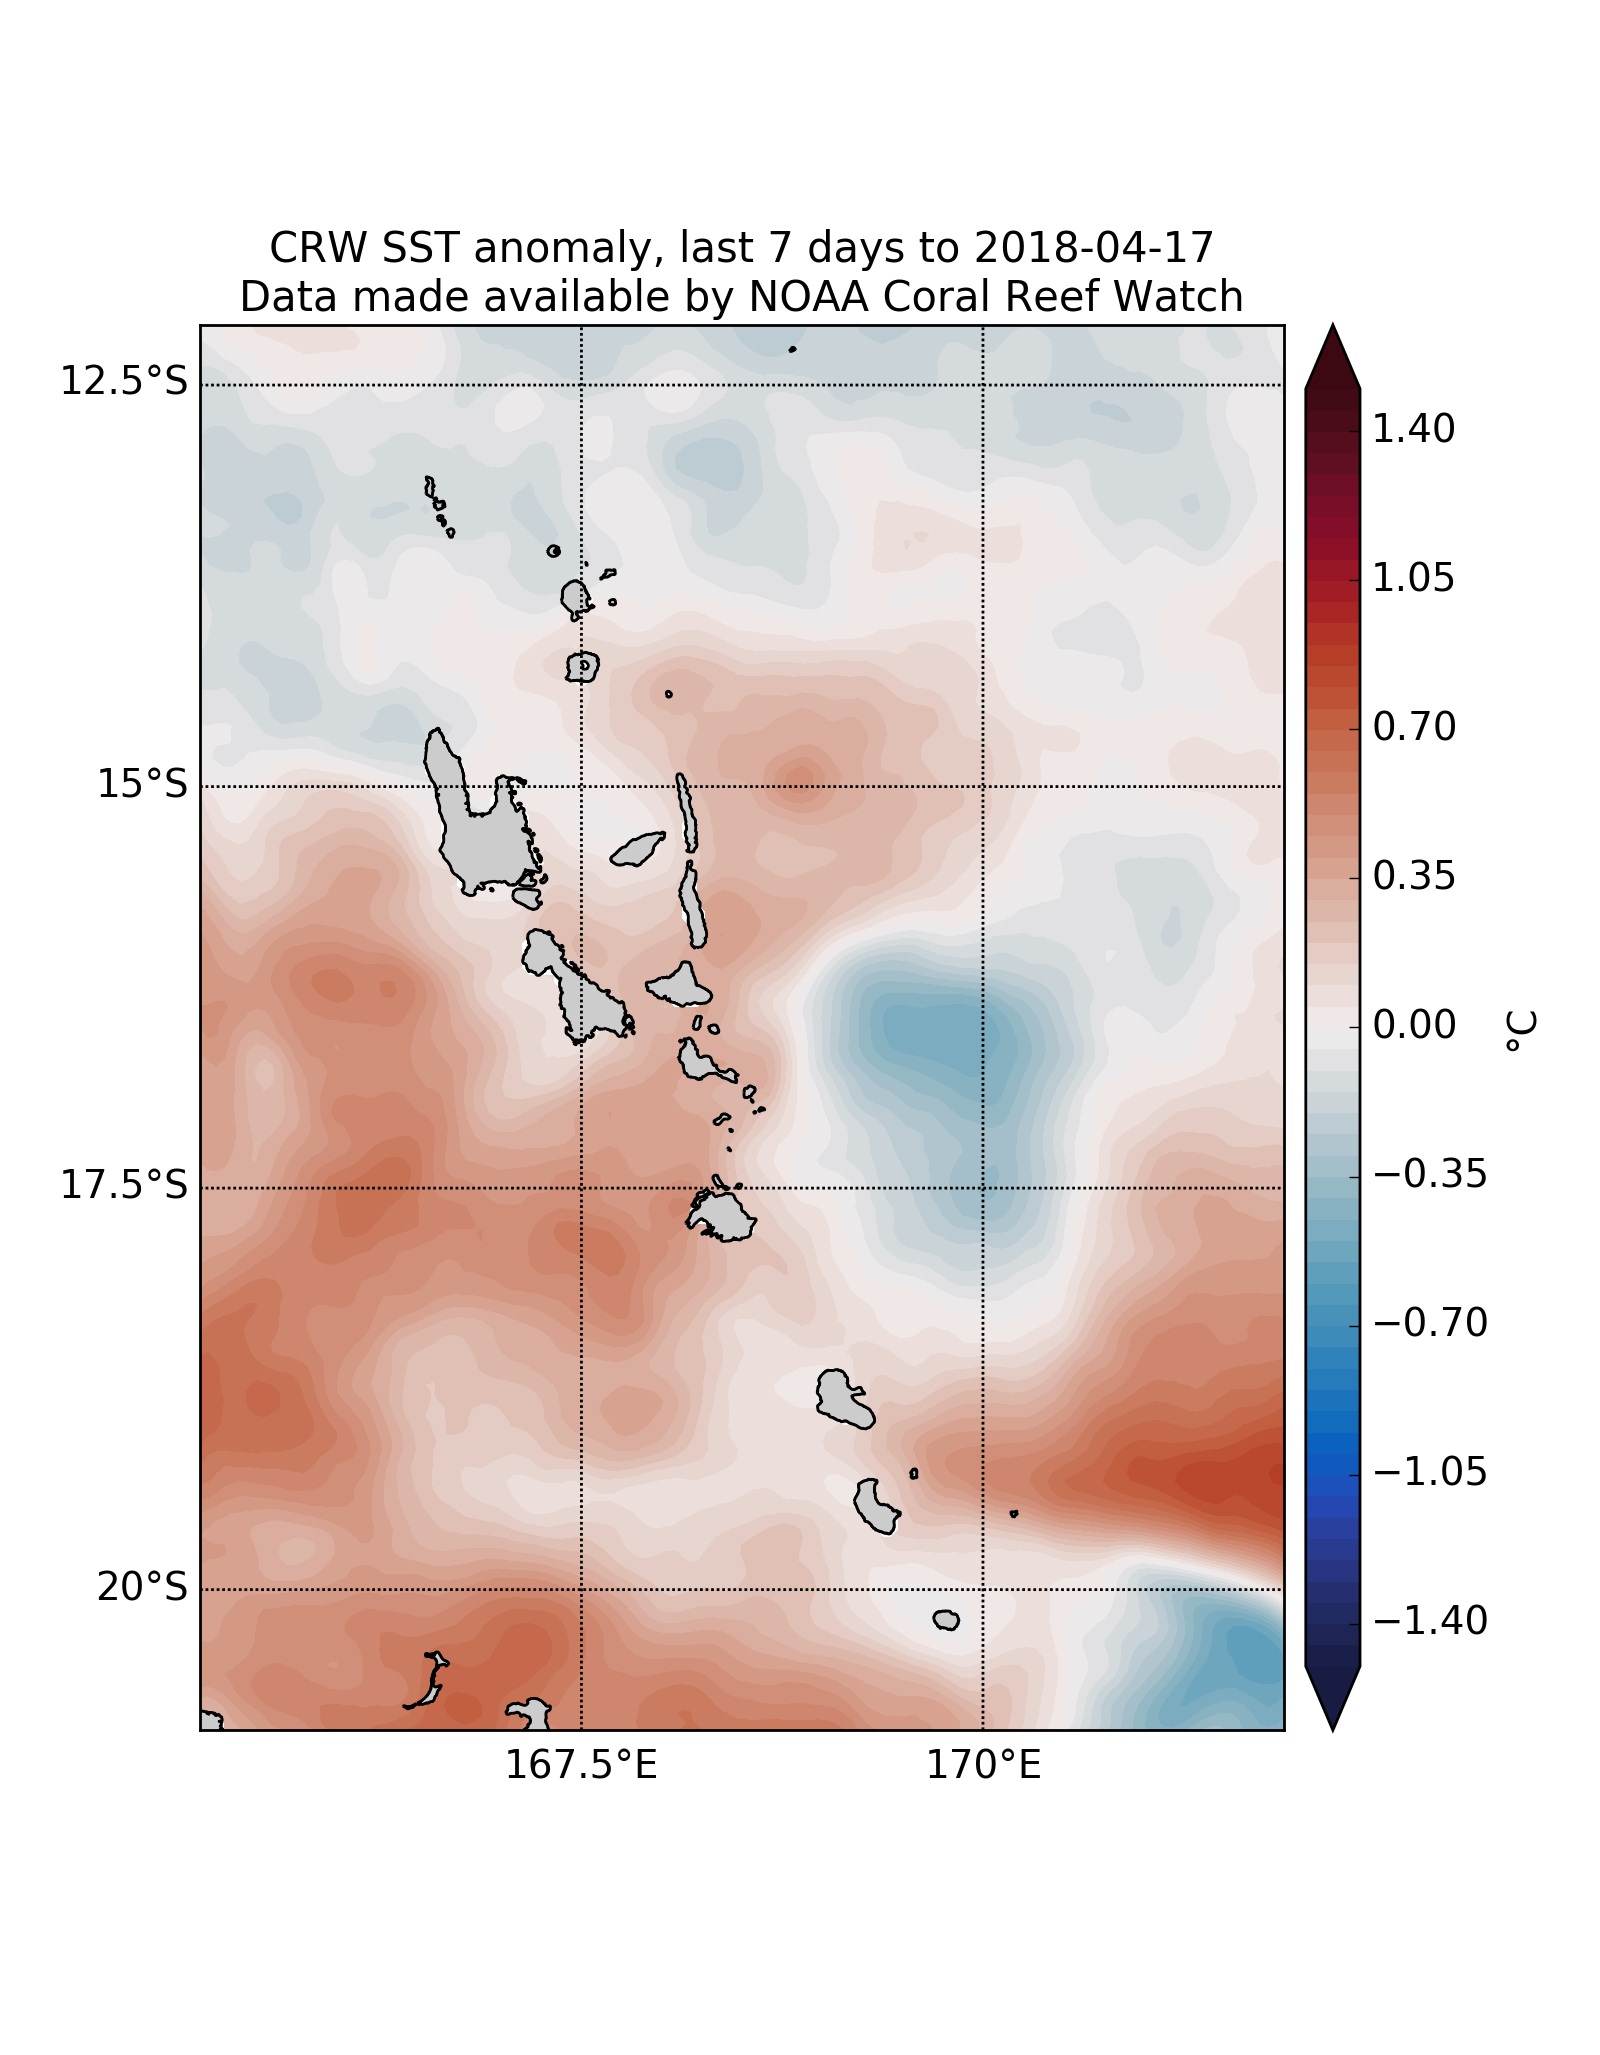 CRW SST anomaly, last 7 days to 2018-04-17
Data made available by NOAA Coral Reef Watch
12.5°S
15°S
17.5°S
20°S
167.5°E
170°E
1.40
1.05
0.70
0.35
0.00
−0.35
−0.70
−1.05
−1.40
°C